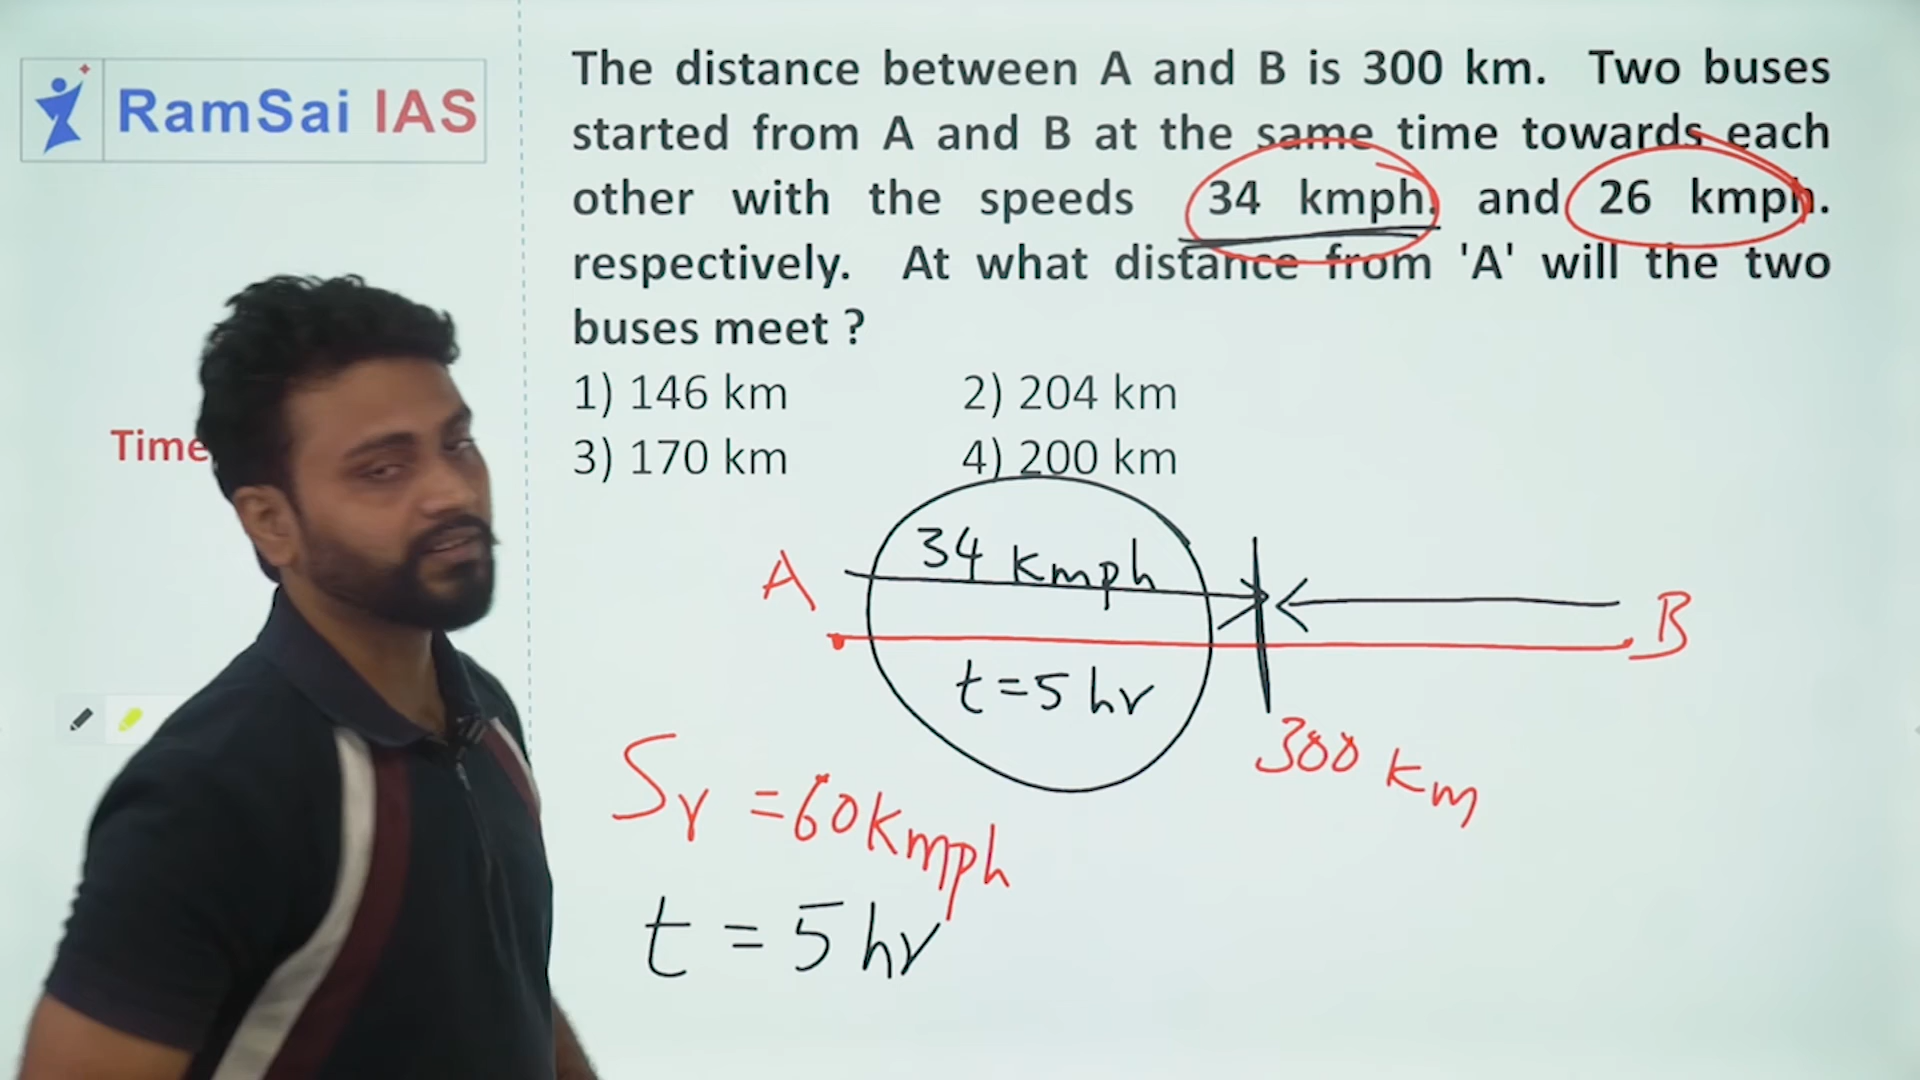 RamSai IAS
The distance between A and B is 300 km. Two buses
started from A and B at the same time towards each
other with the speeds 34 kmph. and 26 kmph.
respectively. At what distance from 'A' will the two
buses meet ?
1) 146 km 2) 204 km
3) 170 km 4) 200 km
Time
34 kmph
A
B
t=5 hr
300 km
Sr = 60 kmph
t = 5 hr